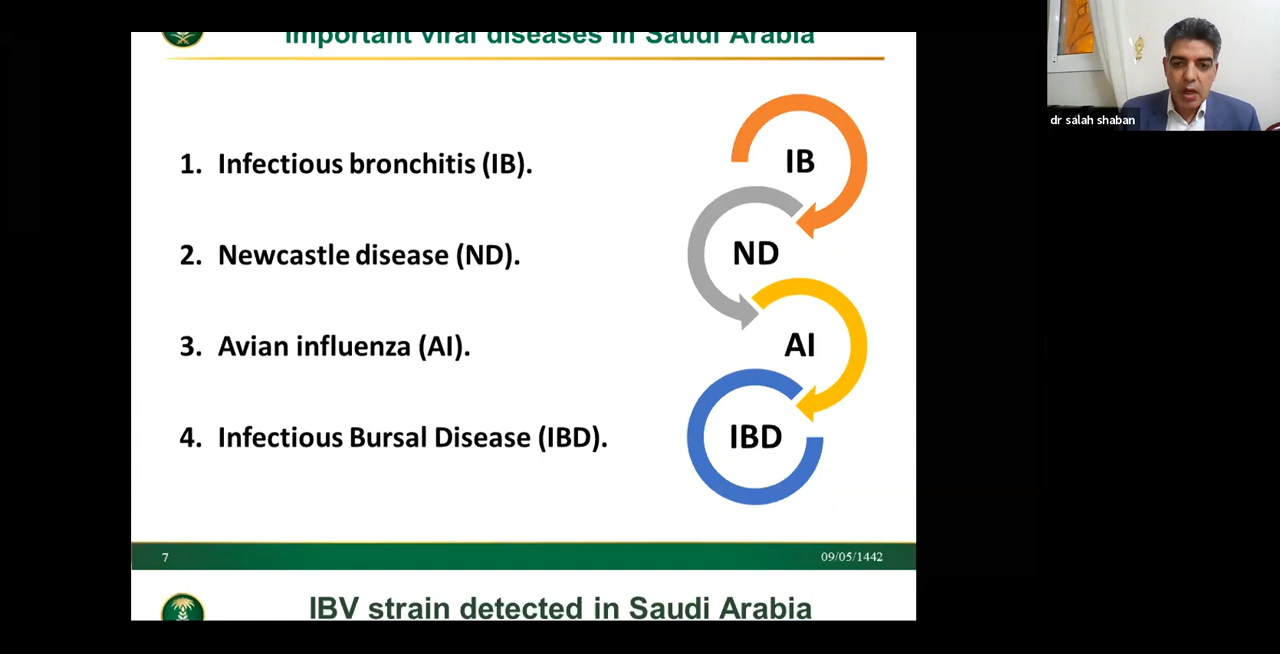 Important viral diseases in Saudi Arabia
dr salah shaban
1. Infectious bronchitis (IB).
2. Newcastle disease (ND).
3. Avian influenza (AI).
4. Infectious Bursal Disease (IBD).
IB
ND
AI
IBD
7
09/05/1442
IBV strain detected in Saudi Arabia